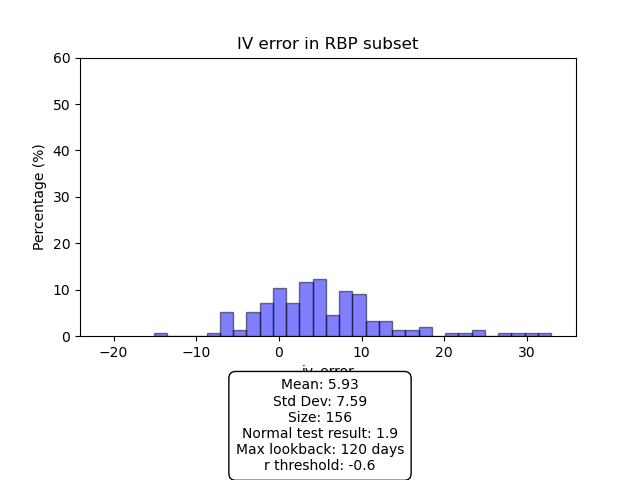 IV error in RBP subset
Percentage (%)
60
50
40
30
20
10
0
−20
−10
0
10
20
30
iv_error
Mean: 5.93
Std Dev: 7.59
Size: 156
Normal test result: 1.9
Max lookback: 120 days
r threshold: -0.6